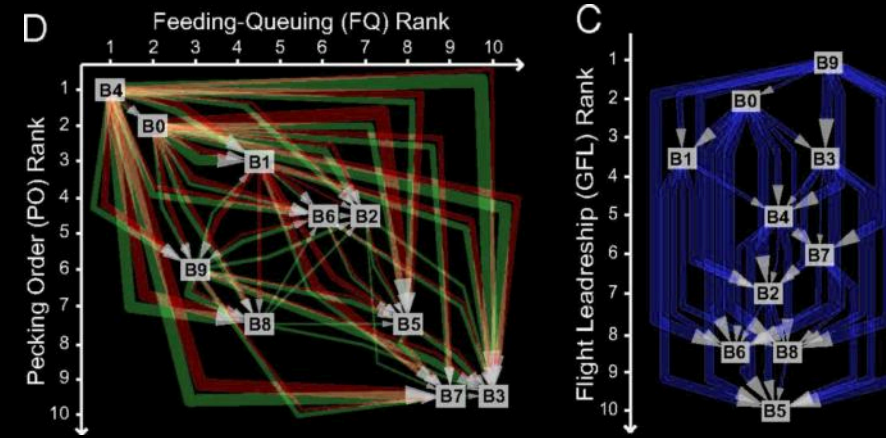 D
Feeding-Queuing (FQ) Rank
1 2 3 4 5 6 7 8 9 10
Pecking Order (PO) Rank
1
2
3
4
5
6
7
8
9
10
B4
B0
B1
B6 B2
B9
B8
B5
B7 B3
C
Flight Leadreship (GFL) Rank
1
2
3
4
5
6
7
8
9
10
B9
B0
B1
B3
B4
B7
B2
B6 B8
B5